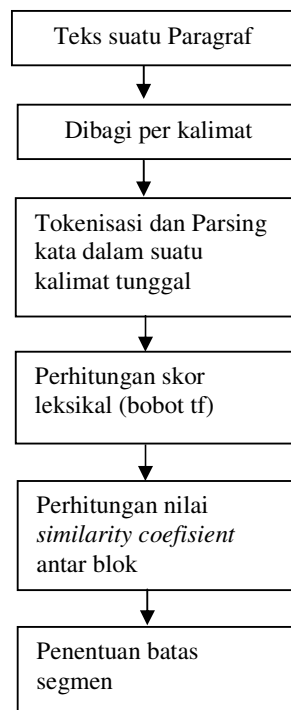 Teks suatu Paragraf
Dibagi per kalimat
Tokenisasi dan Parsing
kata dalam suatu
kalimat tunggal
Perhitungan skor
leksikal (bobot tf)
Perhitungan nilai
similarity coefisient
antar blok
Penentuan batas
segmen